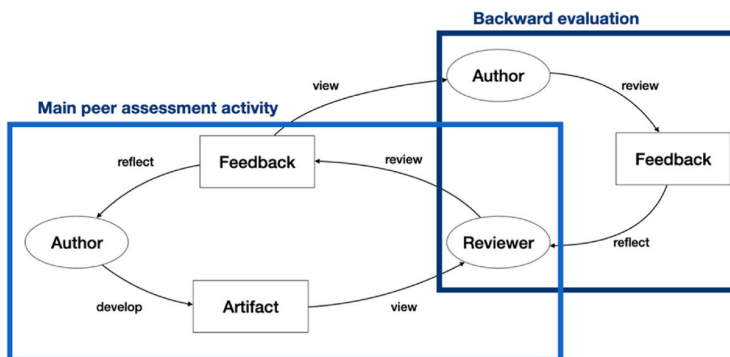 Backward evaluation
Author
view
review
Main peer assessment activity
Feedback
reflect
review
Feedback
Author
Reviewer
reflect
Artifact
develop
view